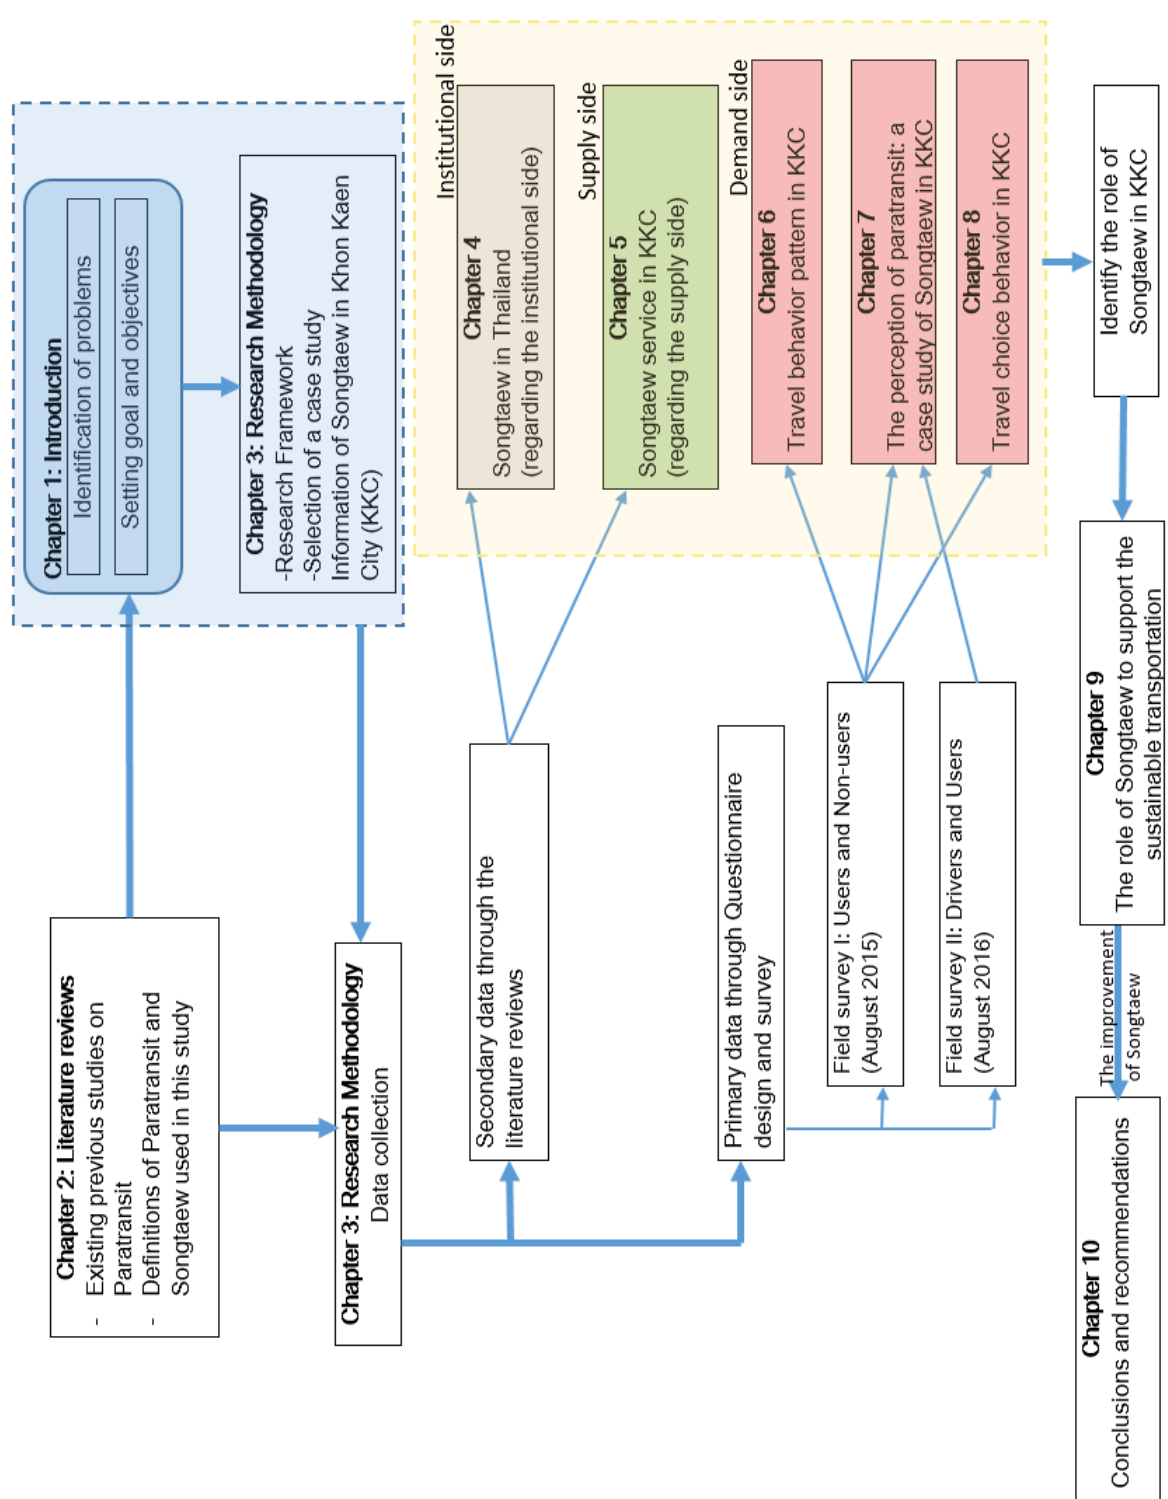 Chapter 2: Literature reviews
- Existing previous studies on
Paratransit
- Definitions of Paratransit and
Songtaew used in this study
Chapter 1: Introduction
Identification of problems
Setting goal and objectives
Chapter 3: Research Methodology
-Research Framework
-Selection of a case study
Information of Songtaew in Khon Kaen
City (KKC)
Chapter 3: Research Methodology
Data collection
Secondary data through the
literature reviews
Primary data through Questionnaire
design and survey
Field survey I: Users and Non-users
(August 2015)
Field survey II: Drivers and Users
(August 2016)
Institutional side
Chapter 4
Songtaew in Thailand
(regarding the institutional side)
Supply side
Chapter 5
Songtaew service in KKC
(regarding the supply side)
Demand side
Chapter 6
Travel behavior pattern in KKC
Chapter 7
The perception of paratransit: a
case study of Songtaew in KKC
Chapter 8
Travel choice behavior in KKC
Identify the role of
Songtaew in KKC
Chapter 9
The role of Songtaew to support the
sustainable transportation
The improvement
of songtaew
Chapter 10
Conclusions and recommendations